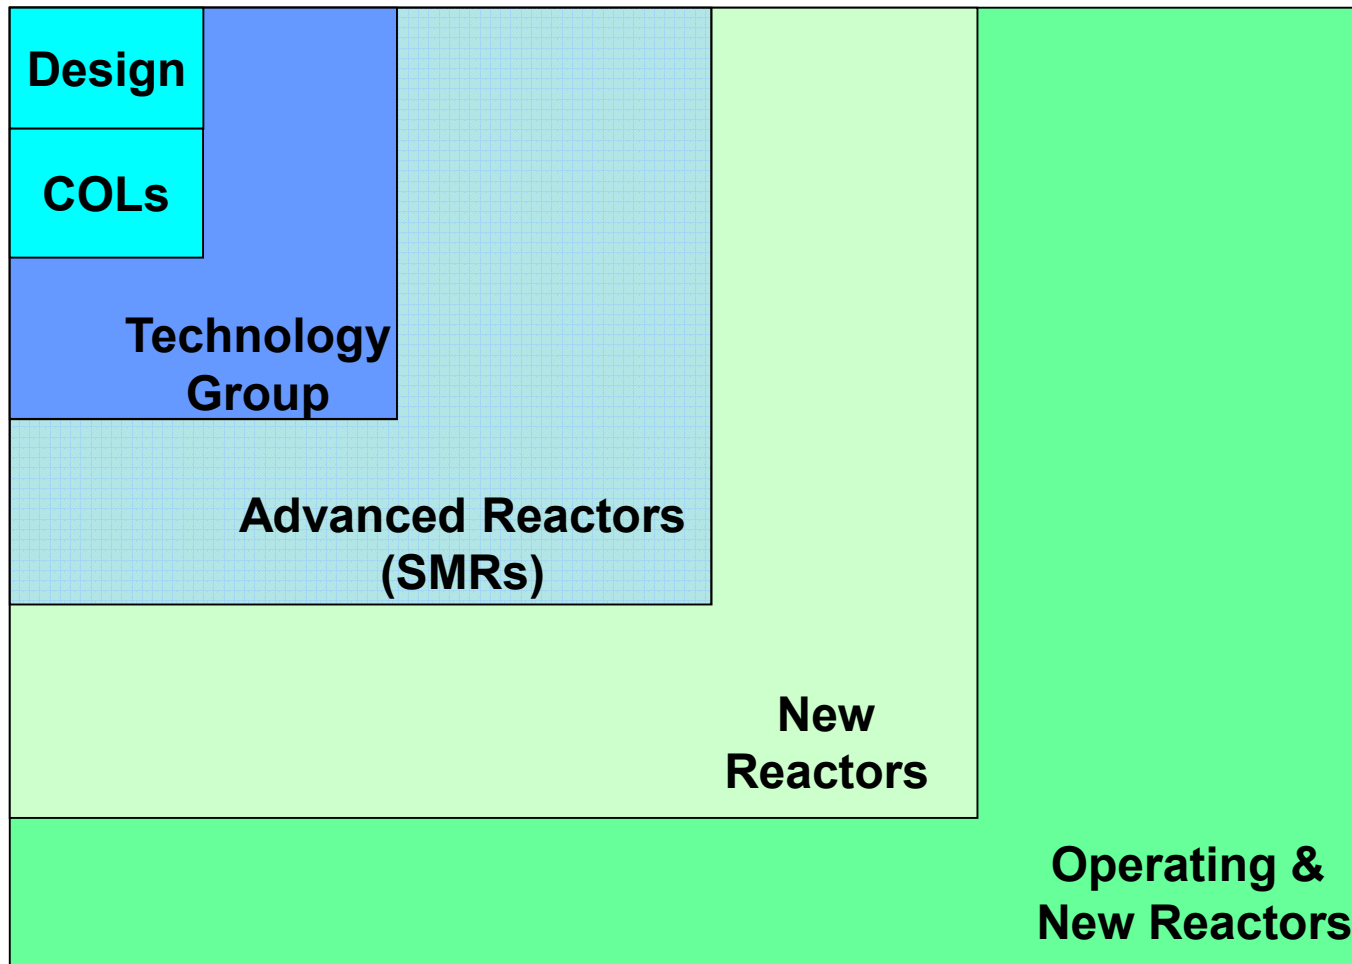 Design
COLs
Technology
Group
Advanced Reactors
(SMRs)
New
Reactors
Operating &
New Reactors